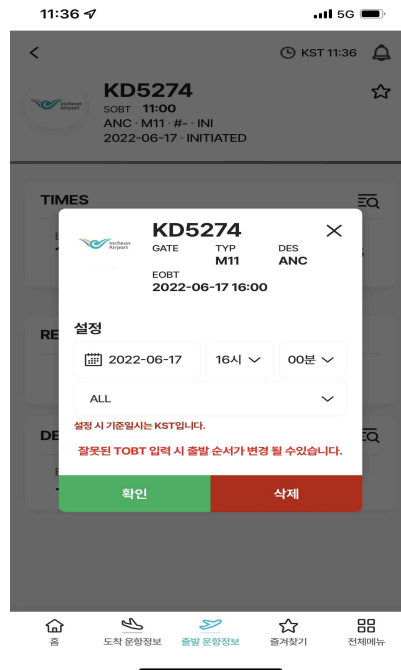 11:36
5G
KST 11:36
Incheon Airport
KD5274
SOBT 11:00
ANC · M11 · #- · INI
2022-06-17 · INITIATED
TIMES
Incheon Airport
KD5274
GATE TYP DES
M11 ANC
EOBT
2022-06-17 16:00
RE
설정
2022-06-17 16시 00분
ALL
설정 시 기준일시는 KST입니다.
DE
잘못된 TOBT 입력 시 출발 순서가 변경 될 수있습니다.
확인 삭제
홈 도착 운항정보 출발 운항정보 즐겨찾기 전체메뉴